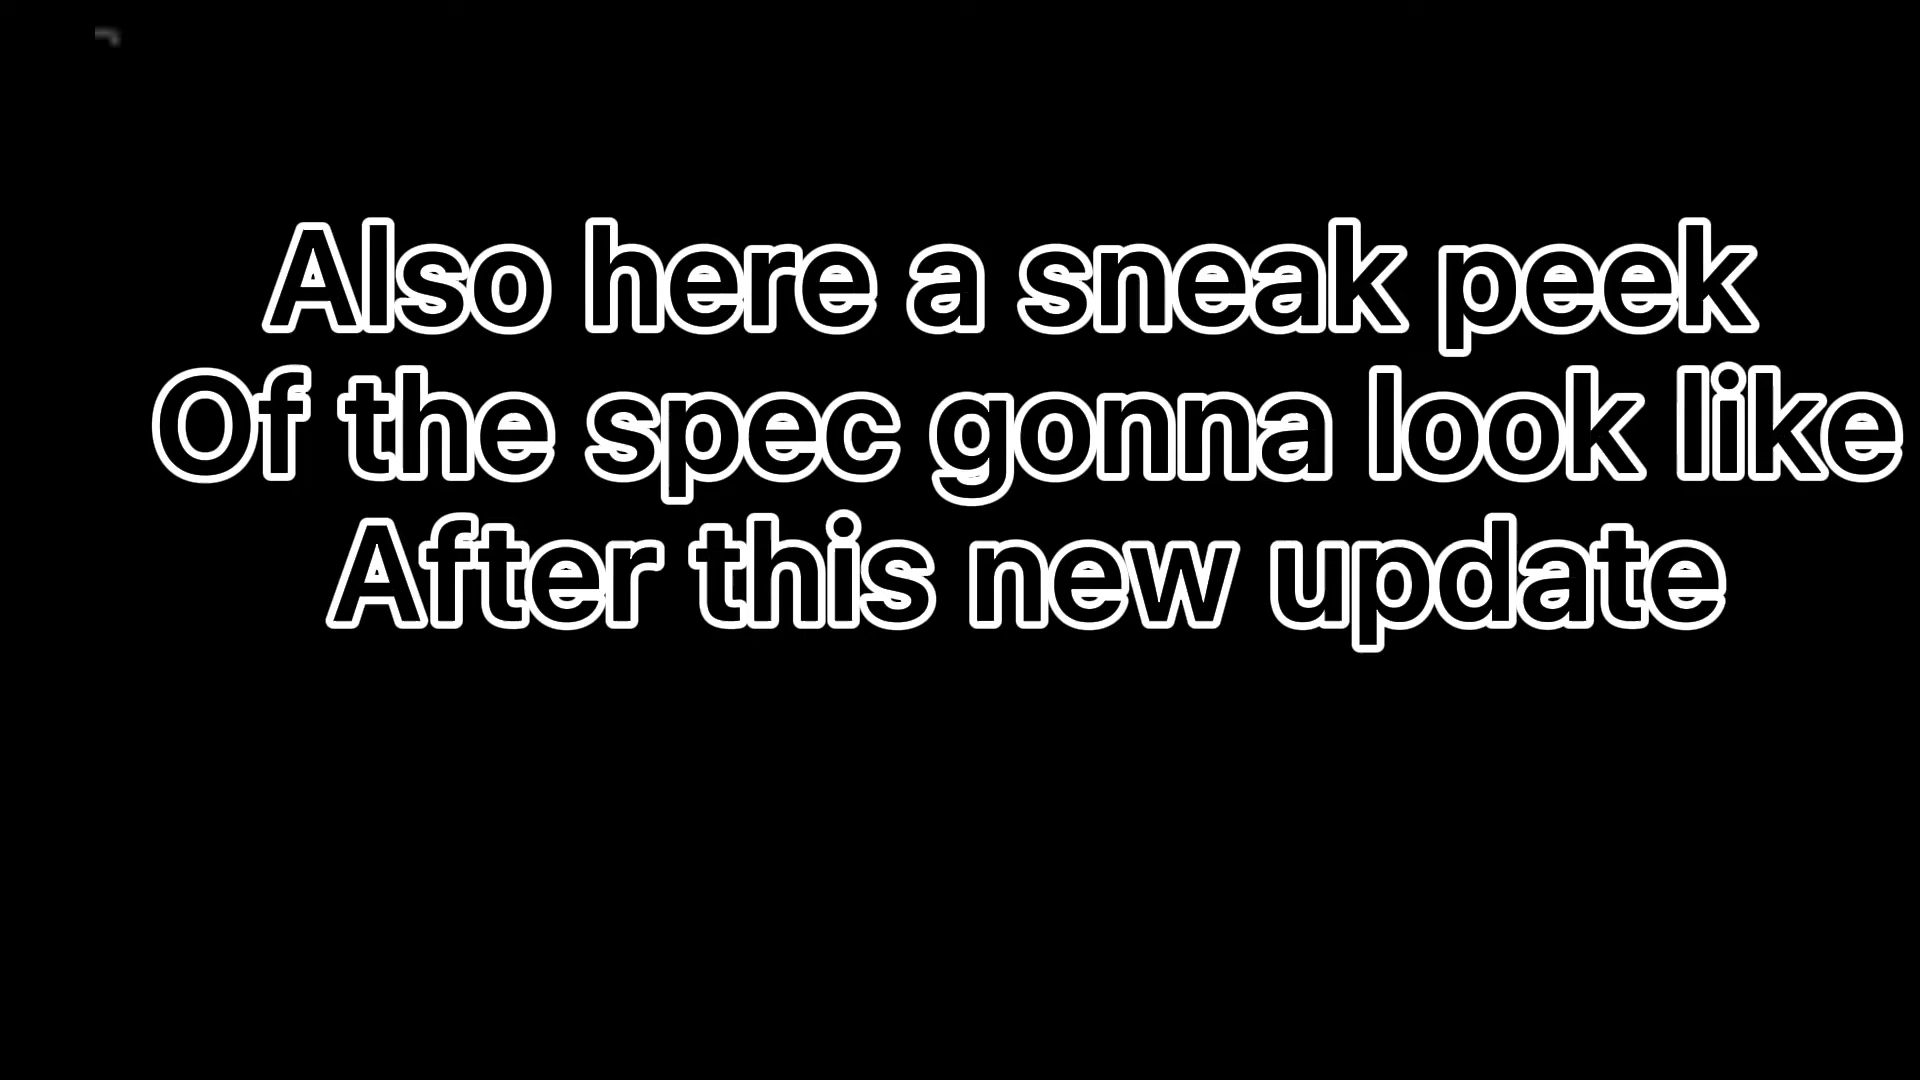 Also here a sneak peek
Of the spec gonna look like
After this new update